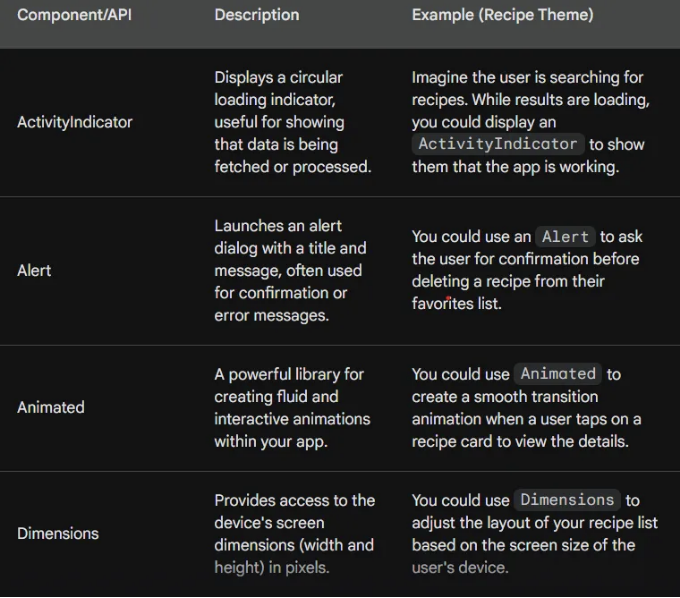 Component/API
Description
Example (Recipe Theme)
ActivityIndicator
Displays a circular
loading indicator,
useful for showing
that data is being
fetched or processed.
Imagine the user is searching for
recipes. While results are loading,
you could display an
ActivityIndicator to show
them that the app is working.
Alert
Launches an alert
dialog with a title and
message, often used
for confirmation or
error messages.
You could use an Alert to ask
the user for confirmation before
deleting a recipe from their
favorites list.
Animated
A powerful library for
creating fluid and
interactive animations
within your app.
You could use Animated to
create a smooth transition
animation when a user taps on a
recipe card to view the details.
Dimensions
Provides access to the
device's screen
dimensions (width and
height) in pixels.
You could use Dimensions to
adjust the layout of your recipe list
based on the screen size of the
user's device.